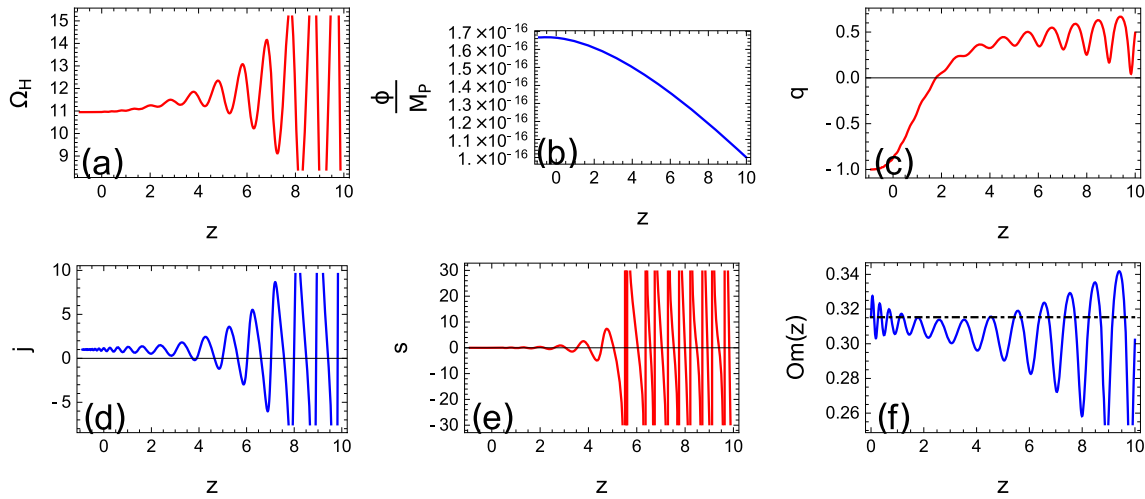 15
14
13
12
11
10
9
Ω_H
(a)
0 2 4 6 8 10
z
1.7×10^-16
1.6×10^-16
1.5×10^-16
1.4×10^-16
1.3×10^-16
1.2×10^-16
1.1×10^-16
1.×10^-16
ϕ
M_P
(b)
0 2 4 6 8 10
z
0.5
0.0
-0.5
-1.0
q
(c)
0 2 4 6 8 10
z
10
5
0
-5
j
(d)
0 2 4 6 8 10
z
30
20
10
0
-10
-20
-30
s
(e)
0 2 4 6 8 10
z
0.34
0.32
0.30
0.28
0.26
Om(z)
(f)
0 2 4 6 8 10
z